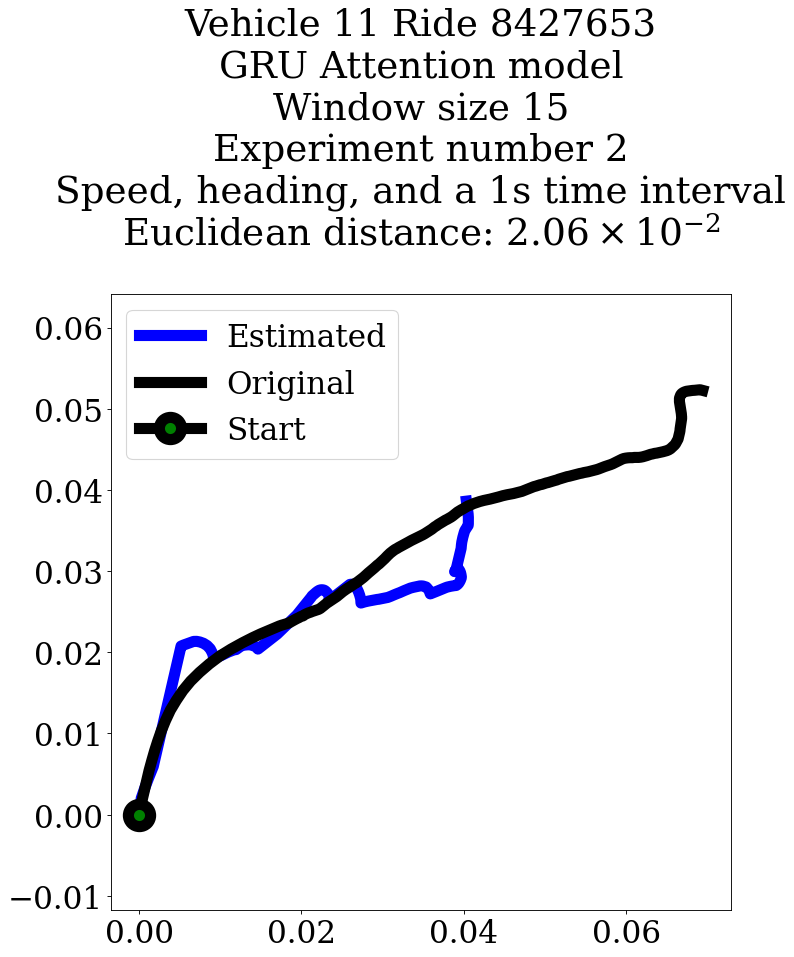 Vehicle 11 Ride 8427653
GRU Attention model
Window size 15
Experiment number 2
Speed, heading, and a 1s time interval
Euclidean distance: 2.06 × 10⁻²
Estimated
Original
Start
0.06
0.05
0.04
0.03
0.02
0.01
0.00
−0.01
0.00 0.02 0.04 0.06